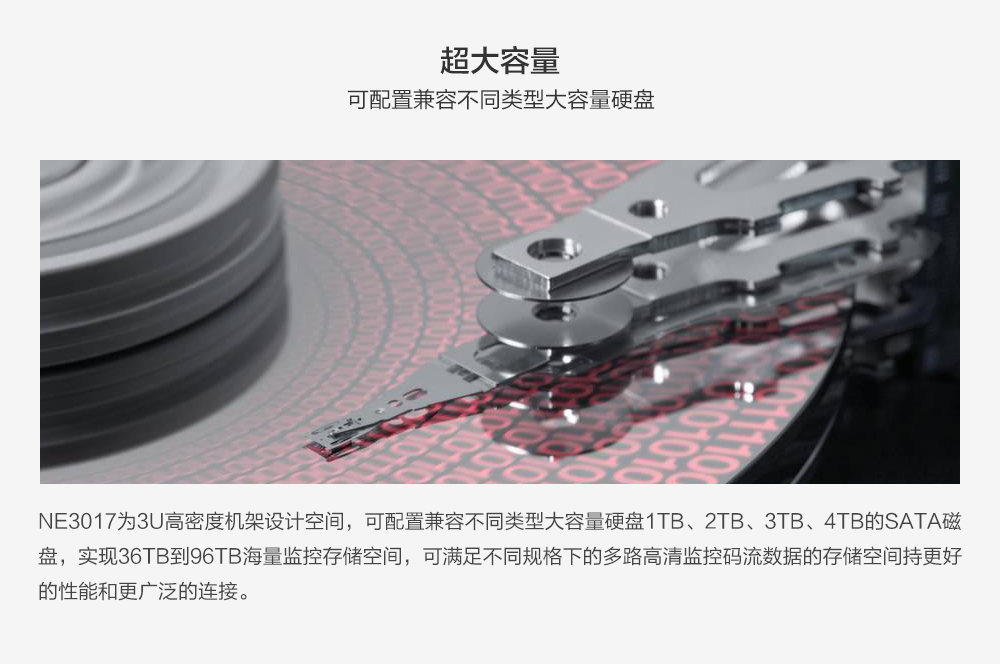 超大容量
可配置兼容不同类型大容量硬盘
NE3017为3U高密度机架设计空间，可配置兼容不同类型大容量硬盘1TB、2TB、3TB、4TB的SATA磁
盘，实现36TB到96TB海量监控存储空间，可满足不同规格下的多路高清监控码流数据的存储空间持更好
的性能和更广泛的连接。